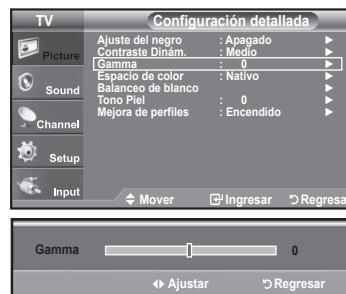 TV
Configuración detallada
Picture
Sound
Channel
Setup
Input
Ajuste del negro : Apagado
Contraste Dinám. : Medio
Gamma : 0
Espacio de color : Nativo
Balanceo de blanco
Tono Piel : 0
Mejora de perfiles : Encendido
Mover Ingresar Regresa
Gamma 0
Ajustar Regresar